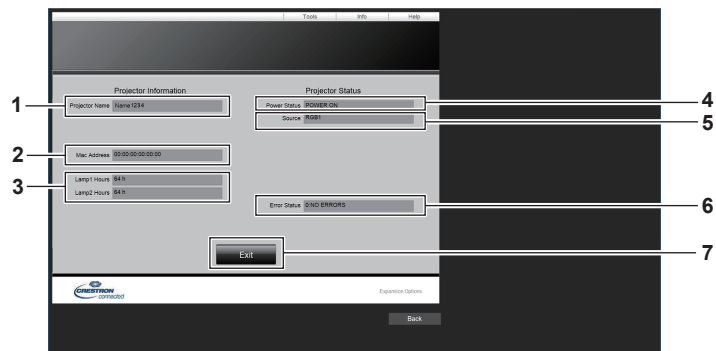 Tools Info Help
Projector Information
Projector Status
1
Projector Name Name1234
Power Status POWER ON
4
Source RGB1
5
2
Mac Address 00:00:00:00:00:00
3
Lamp1 Hours 64 h
Lamp2 Hours 64 h
Error Status 0:NO ERRORS
6
Exit
7
CRESTRON
connected
Expansion Options
Back